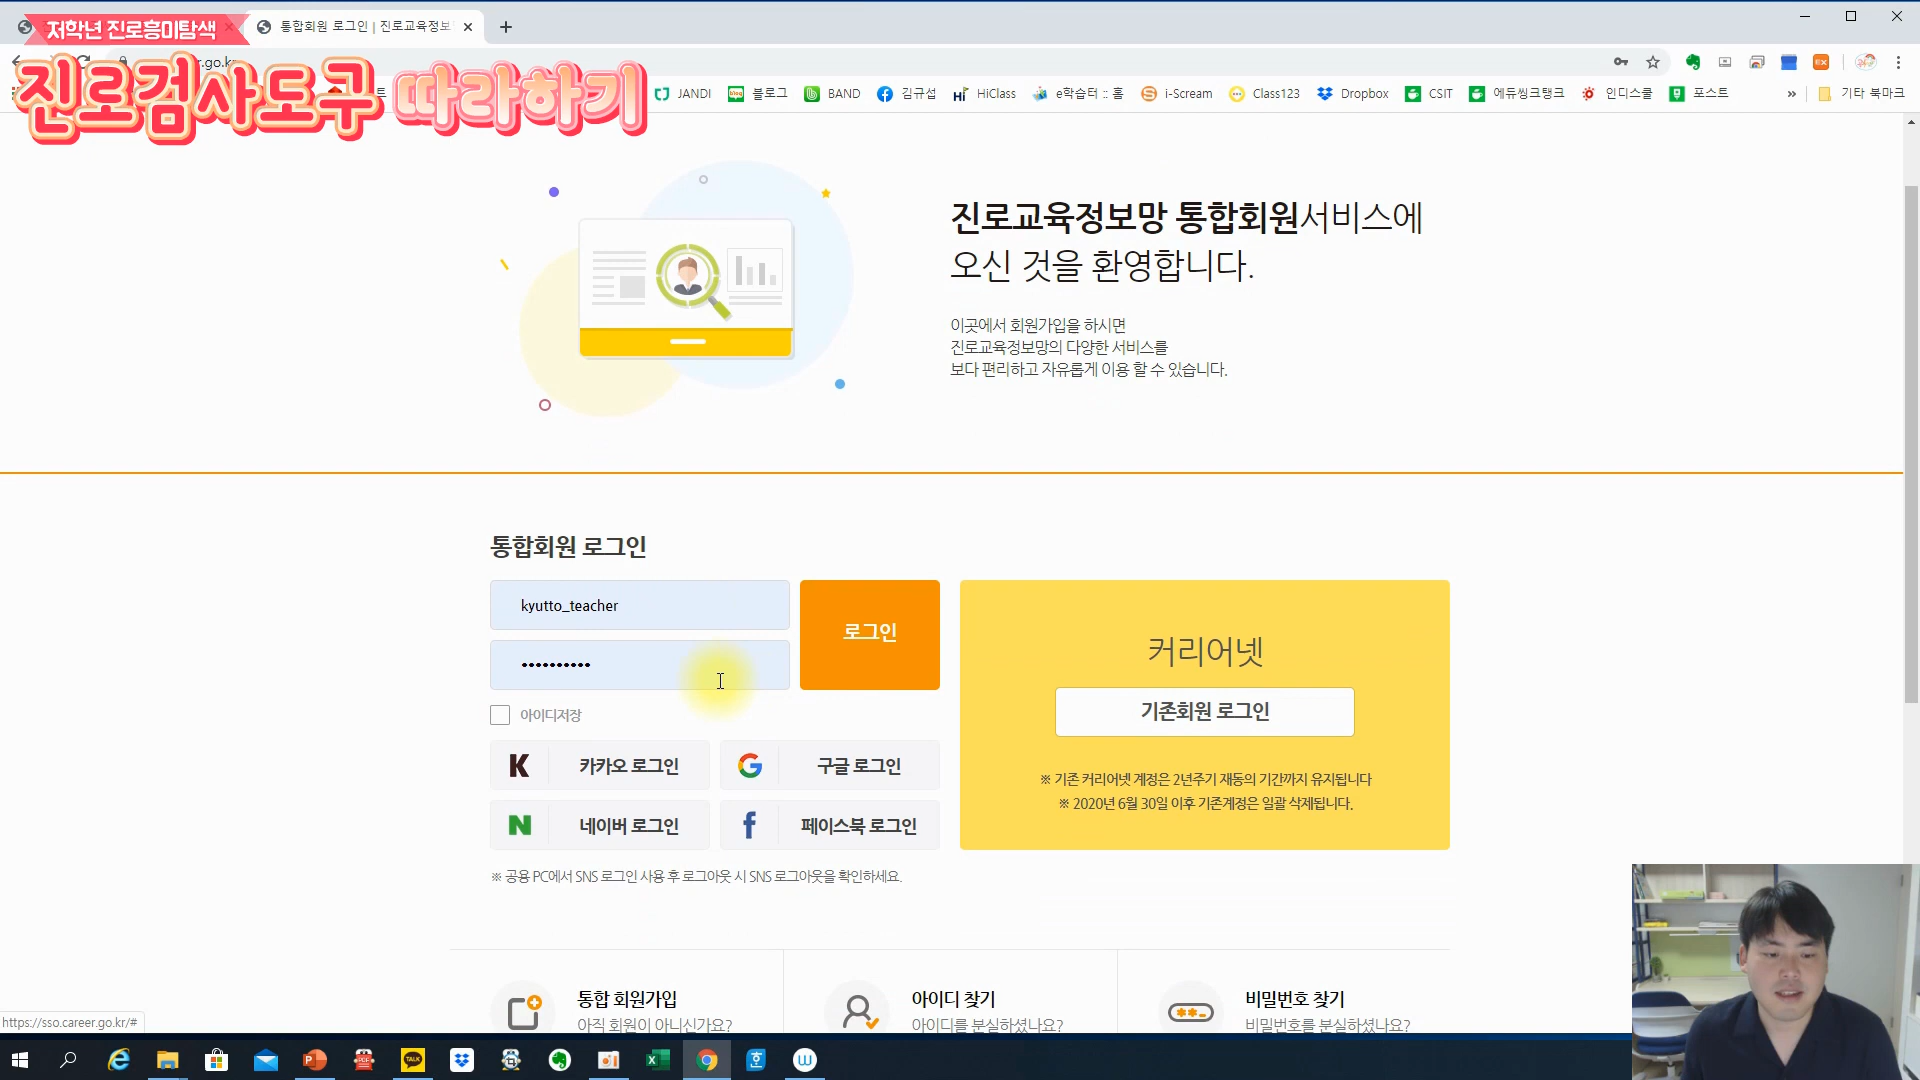 저학년 진로흥미탐색
진로검사도구 따라하기
통합회원 로그인 | 진로교육정보
JANDI
블로그
BAND
김규섭
HiClass
e학습터 :: 홈
i-Scream
Class123
Dropbox
CSIT
에듀씽크탱크
인디스쿨
포스트
»
기타 북마크
진로교육정보망 통합회원서비스에
오신 것을 환영합니다.
이곳에서 회원가입을 하시면
진로교육정보망의 다양한 서비스를
보다 편리하고 자유롭게 이용 할 수 있습니다.
통합회원 로그인
kyutto_teacher
••••••••••
로그인
아이디저장
카카오 로그인
구글 로그인
네이버 로그인
페이스북 로그인
※ 공용 PC에서 SNS 로그인 사용 후 로그아웃 시 SNS 로그아웃을 확인하세요.
커리어넷
기존회원 로그인
※ 기존 커리어넷 계정은 2년주기 재동의 기간까지 유지됩니다
※ 2020년 6월 30일 이후 기존계정은 일괄 삭제됩니다.
통합 회원가입
아직 회원이 아니신가요?
아이디 찾기
아이디를 분실하셨나요?
비밀번호 찾기
비밀번호를 분실하셨나요?
https://sso.career.go.kr/#